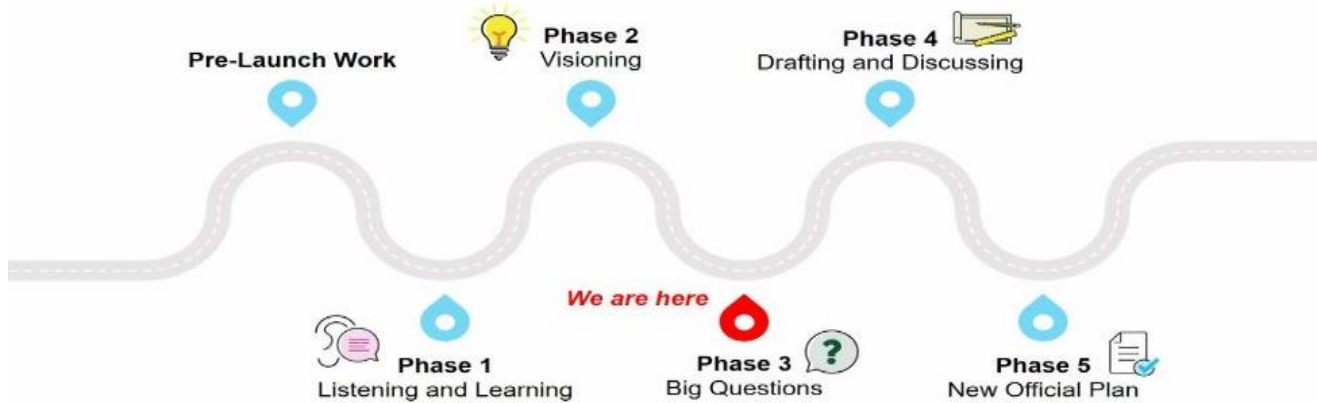 Pre-Launch Work
Phase 1
Listening and Learning
Phase 2
Visioning
We are here
Phase 3
Big Questions
?
Phase 4
Drafting and Discussing
Phase 5
New Official Plan